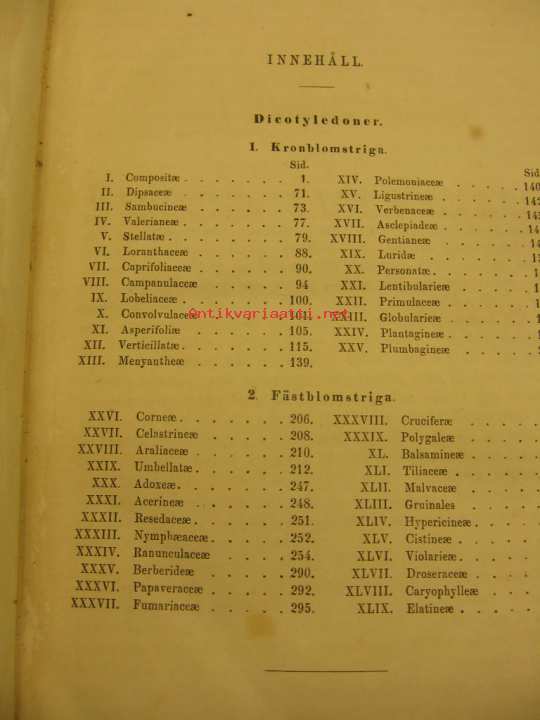 INNEHÅLL.
Dicotyledoner.
1. Kronblomstriga.
Sid.
I. Compositæ . . . . . . . 1.
II. Dipsaceæ . . . . . . 71.
III. Sambucineæ . . . . . 73.
IV. Valerianeæ . . . . . . 77.
V. Stellatæ . . . . . . . 79.
VI. Lorantheæ . . . . . . 88.
VII. Caprifoliaceæ . . . . . 90.
VIII. Campanulaceæ . . . . 94
IX. Lobeliaceæ . . . . . . 100.
X. Convolvulaceæ
XI. Asperifoliæ . . . . . 105.
XII. Verticillatæ . . . . . . 115.
XIII. Menyantheæ . . . . . 139.
Sid
XIV. Polemoniaceæ . . . . . 140
XV. Ligustrineæ . . . . . 142
XVI. Verbenaceæ . . . . .
XVII. Asclepiadeæ . . . .
XVIII. Gentianeæ . . . . .
XIX. Luridæ . . . . . .
XX. Personatæ . . . . .
XXI. Lentibularieæ . . . .
XXII. Primulaceæ . . . . .
XXIII. Globularieæ . . . .
XXIV. Plantagineæ . . . .
XXV. Plumbagineæ . . . .
antikvariaatti.net
2. Fästblomstriga.
XXVI. Corneæ . . . . . . . 206.
XXVII. Celastrineæ . . . . . 208.
XXVIII. Araliaceæ . . . . . . 210.
XXIX. Umbellatæ . . . . . . 212.
XXX. Adoxeæ . . . . . . . 247.
XXXI. Acerineæ . . . . . . 248.
XXXII. Resedaceæ . . . . . . 251.
XXXIII. Nymphæaceæ . . . . . 252.
XXXIV. Ranunculaceæ . . . . 254.
XXXV. Berberideæ . . . . . 290.
XXXVI. Papaveraceæ . . . . . 292.
XXXVII. Fumariaceæ . . . . . 295.
XXXVIII. Cruciferæ . . . .
XXXIX. Polygaleæ . . . .
XL. Balsamineæ . . . .
XLI. Tiliaceæ . . . . .
XLII. Malvaceæ . . . .
XLIII. Gruinales . . . .
XLIV. Hypericineæ . . . .
XLV. Cistineæ . . . . .
XLVI. Violarieæ . . . . .
XLVII. Droseraceæ . . . .
XLVIII. Caryophylleæ . . . .
XLIX. Elatineæ . . . . .